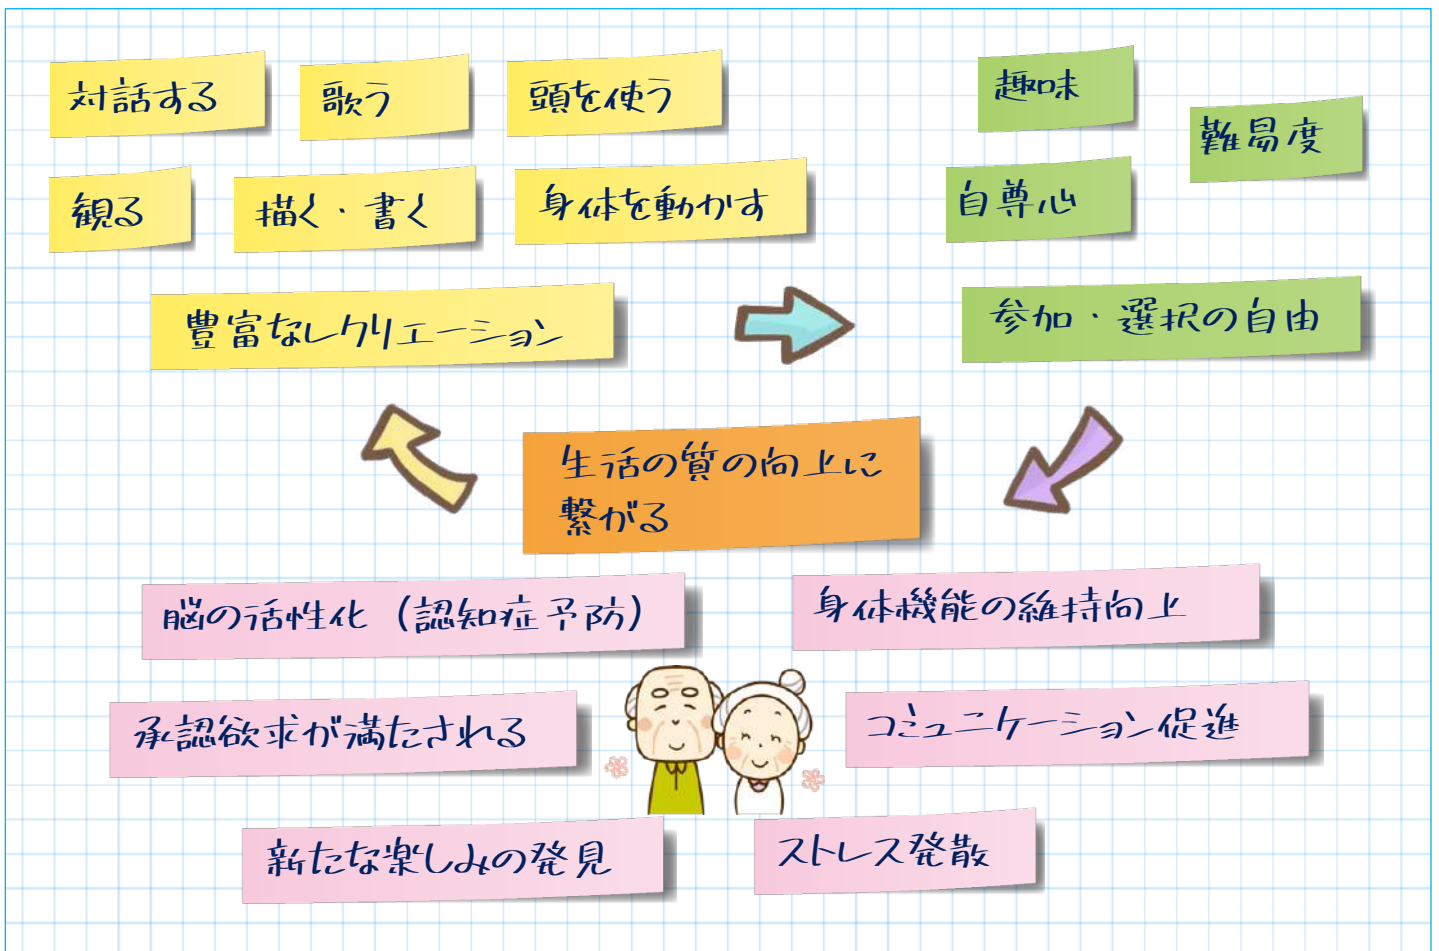 対話する
歌う
頭を使う
観る
描く・書く
身体を動かす
豊富なレクリエーション
趣味
難易度
自尊心
参加・選択の自由
生活の質の向上に
繋がる
脳の活性化（認知症予防）
身体機能の維持向上
承認欲求が満たされる
コミュニケーション促進
新たな楽しみの発見
ストレス発散